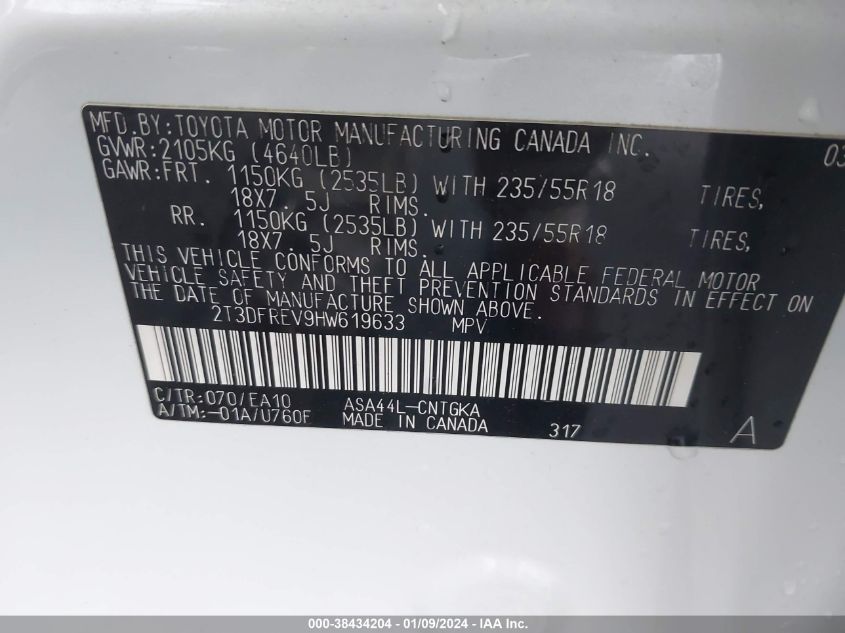 MFD.BY:TOYOTA MOTOR MANUFACTURING CANADA INC. 03
GVWR:2105KG (4640LB)
GAWR:FRT. 1150KG (2535LB) WITH 235/55R18 TIRES,
18X7.5J RIMS.
RR. 1150KG (2535LB) WITH 235/55R18 TIRES,
18X7.5J RIMS.
THIS VEHICLE CONFORMS TO ALL APPLICABLE FEDERAL MOTOR
VEHICLE SAFETY AND THEFT PREVENTION STANDARDS IN EFFECT ON
THE DATE OF MANUFACTURE SHOWN ABOVE.
2T3DFREV9HW619633 MPV
C/TR:070/EA10 ASA44L-CNTGKA
A/TM:-01A/U760F MADE IN CANADA 317 A
000-38434204 - 01/09/2024 - IAA Inc.